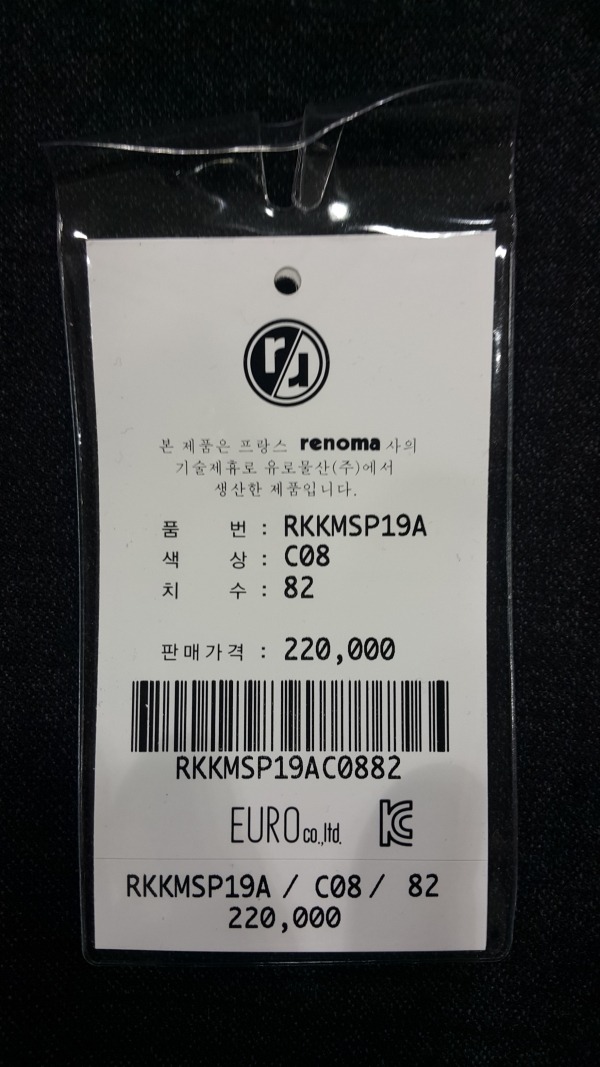 본 제품은 프랑스 renoma 사의
기술제휴로 유로물산(주)에서
생산한 제품입니다.
품 번 : RKKMSP19A
색 상 : C08
치 수 : 82
판매가격 : 220,000
RKKMSP19AC0882
EURO co.,ltd.
RKKMSP19A / C08 / 82
220,000